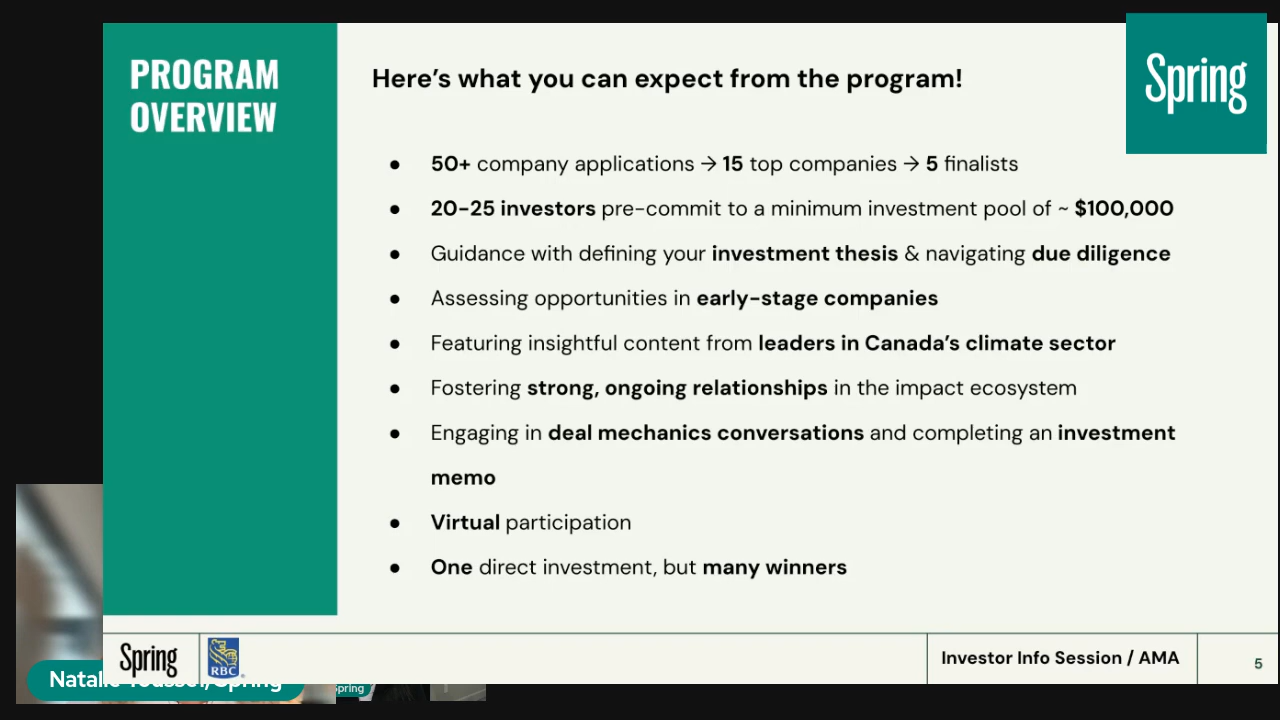 PROGRAM
OVERVIEW
Here's what you can expect from the program!
Spring
● 50+ company applications → 15 top companies → 5 finalists
● 20-25 investors pre-commit to a minimum investment pool of ~ $100,000
● Guidance with defining your investment thesis & navigating due diligence
● Assessing opportunities in early-stage companies
● Featuring insightful content from leaders in Canada's climate sector
● Fostering strong, ongoing relationships in the impact ecosystem
● Engaging in deal mechanics conversations and completing an investment
memo
● Virtual participation
● One direct investment, but many winners
Spring
RBC
Investor Info Session / AMA
5
Natalie
Spring